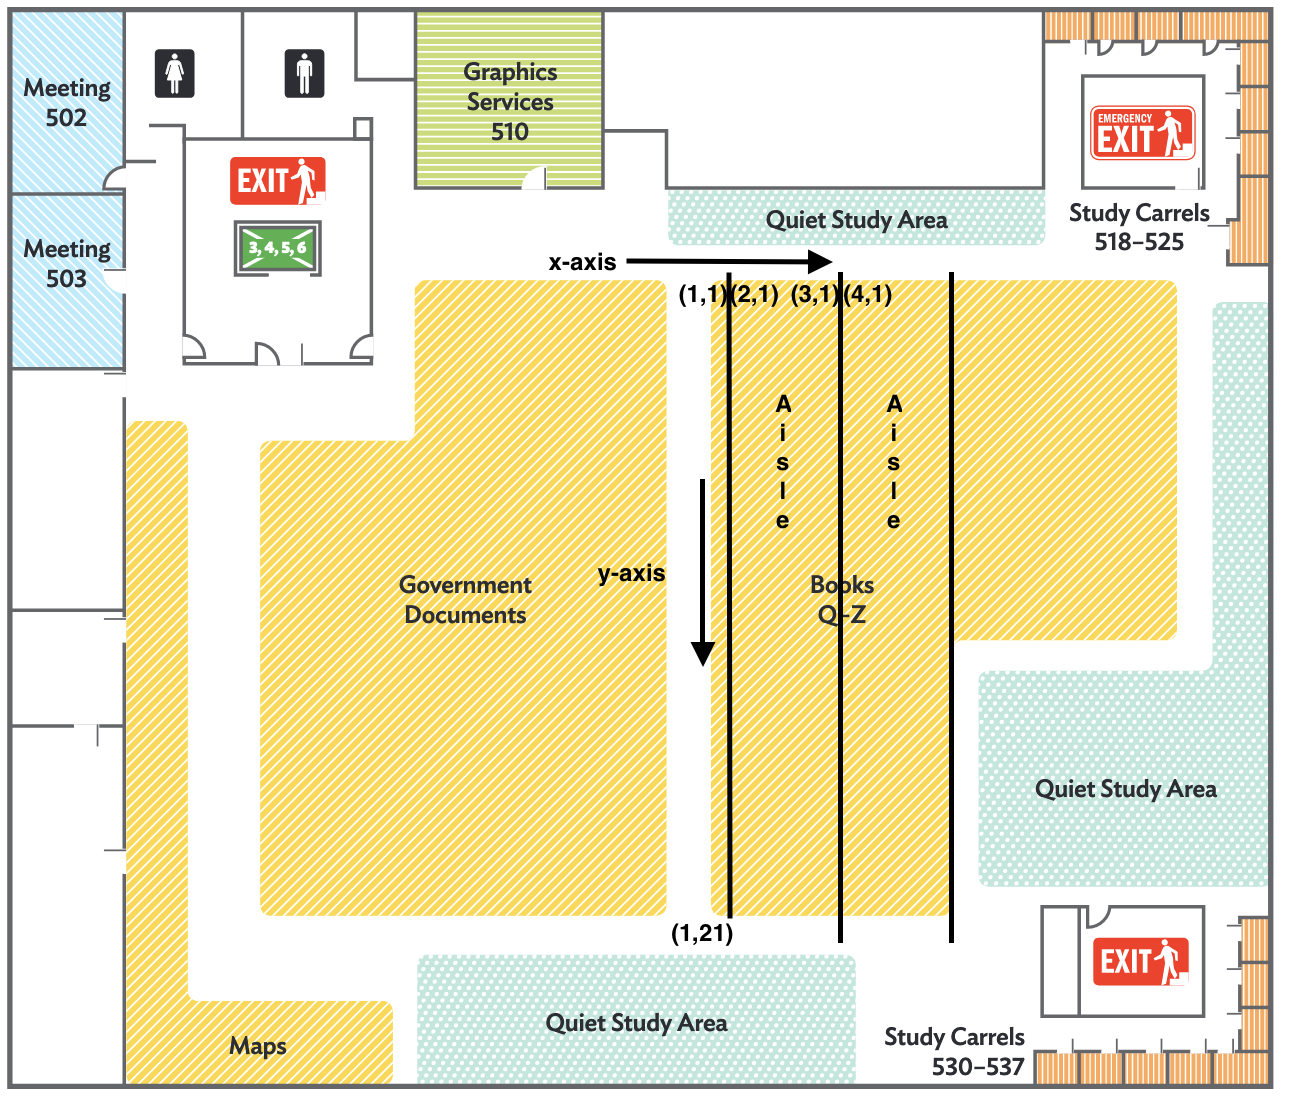 Meeting
502
Graphics
Services
510
EMERGENCY
EXIT
EXIT
Meeting
503
3, 4, 5, 6
Quiet Study Area
Study Carrels
518–525
x-axis
(1,1)(2,1) (3,1)(4,1)
A
i
s
l
e
A
i
s
l
e
y-axis
Government
Documents
Books
Q–Z
Quiet Study Area
(1,21)
EXIT
Quiet Study Area
Maps
Study Carrels
530–537